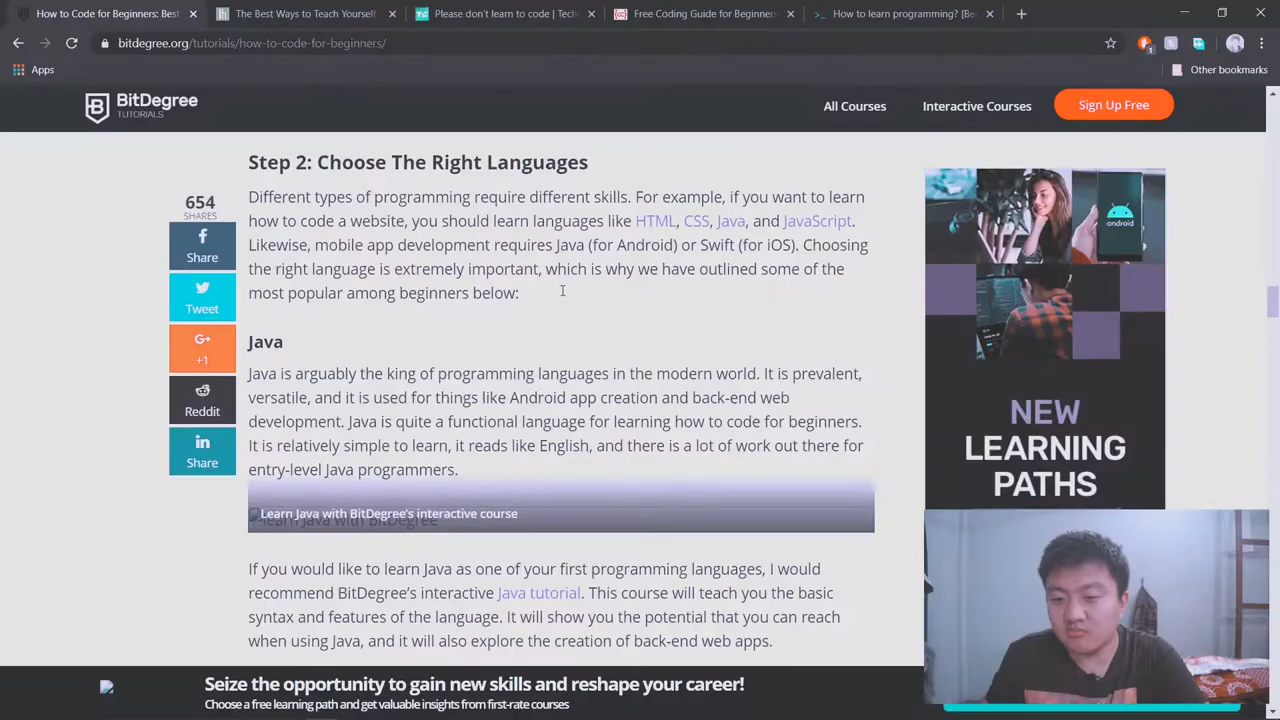 How to Code for Beginners: Best
The Best Ways to Teach Yourself
Please don't learn to code | Tech
Free Coding Guide for Beginners
How to learn programming? [Be
bitdegree.org/tutorials/how-to-code-for-beginners/
Apps
Other bookmarks
BitDegree
TUTORIALS
All Courses
Interactive Courses
Sign Up Free
Step 2: Choose The Right Languages
Different types of programming require different skills. For example, if you want to learn
how to code a website, you should learn languages like HTML, CSS, Java, and JavaScript.
Likewise, mobile app development requires Java (for Android) or Swift (for iOS). Choosing
the right language is extremely important, which is why we have outlined some of the
most popular among beginners below:
654
SHARES
Share
Tweet
G+
+1
Reddit
in
Share
Java
Java is arguably the king of programming languages in the modern world. It is prevalent,
versatile, and it is used for things like Android app creation and back-end web
development. Java is quite a functional language for learning how to code for beginners.
It is relatively simple to learn, it reads like English, and there is a lot of work out there for
entry-level Java programmers.
Learn Java with BitDegree's interactive course
learn Java with BitDegree
If you would like to learn Java as one of your first programming languages, I would
recommend BitDegree's interactive Java tutorial. This course will teach you the basic
syntax and features of the language. It will show you the potential that you can reach
when using Java, and it will also explore the creation of back-end web apps.
android
NEW
LEARNING
PATHS
Seize the opportunity to gain new skills and reshape your career!
Choose a free learning path and get valuable insights from first-rate courses